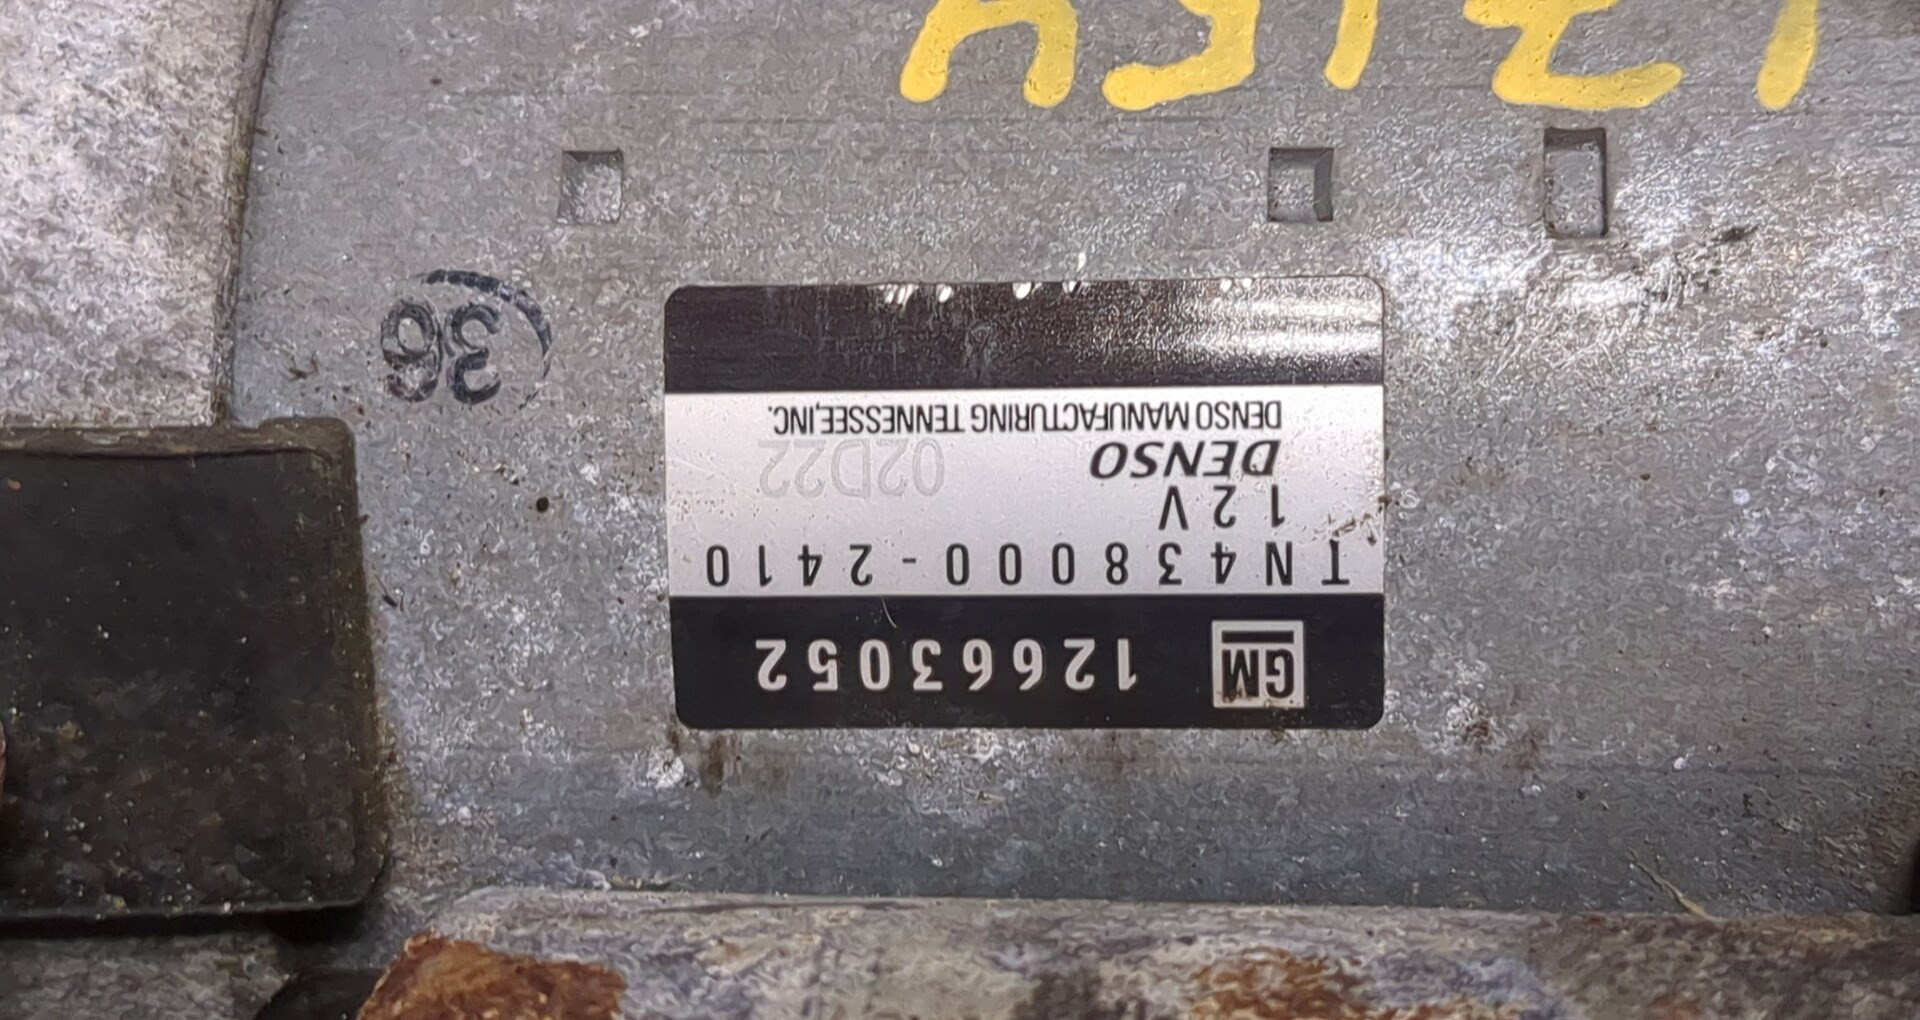 GM 12663052
TN438000-2410
12V
DENSO 02D22
DENSO MANUFACTURING TENNESSEE,INC.
36